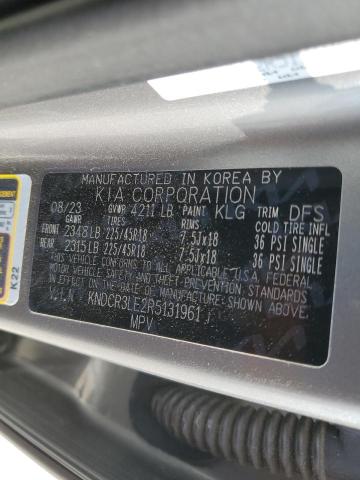 MANUFACTURED IN KOREA BY
KIA CORPORATION
08/23 GVWR 4211 LB PAINT KLG TRIM DFS
GAWR TIRES RIMS COLD TIRE INF.
FRONT 2348 LB 225/45R18 7.5Jx18 36 PSI SINGLE
REAR 2315 LB 225/45R18 7.5Jx18 36 PSI SINGLE
THIS VEHICLE CONFORMS TO ALL APPLICABLE U.S.A FEDERAL
MOTOR VEHICLE SAFETY, BUMPER, AND THEFT PREVENTION
STANDARDS IN EFFECT ON THE DATE OF MANUFACTURE SHOWN ABOVE.
V.I.N KNDCR3LE2R5131961 j
MPV
K22